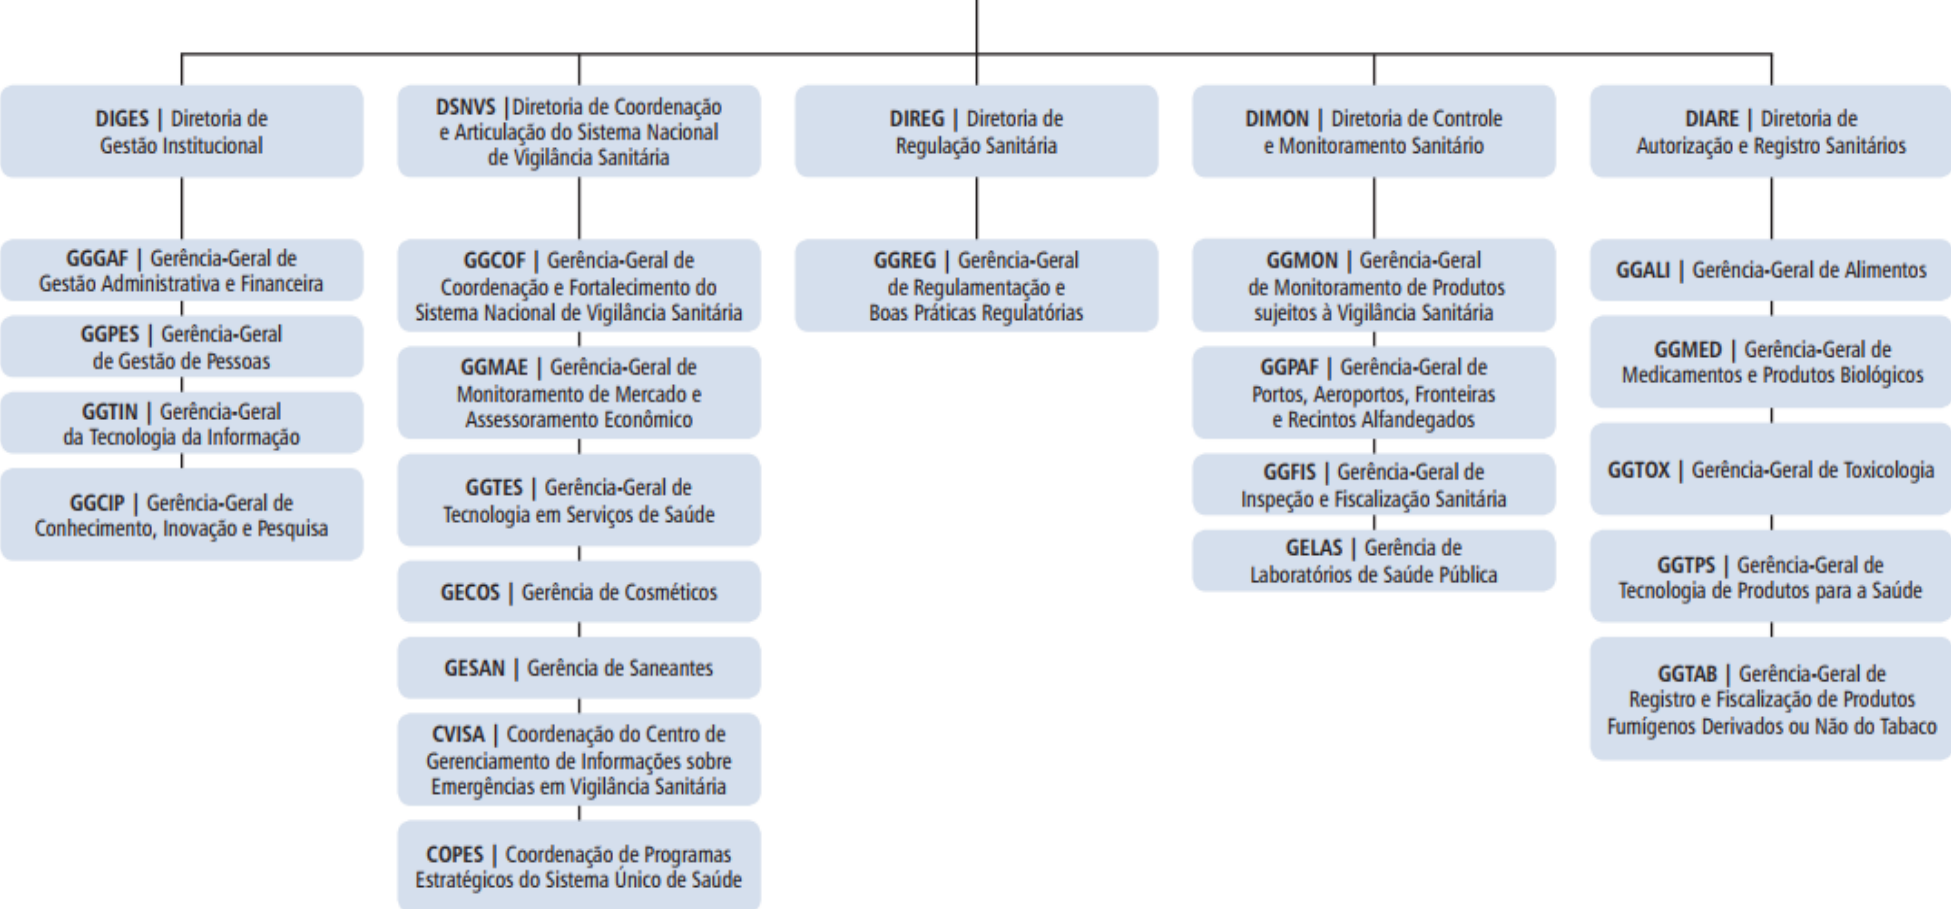 DIGES | Diretoria de
Gestão Institucional
DSNVS |Diretoria de Coordenação
e Articulação do Sistema Nacional
de Vigilância Sanitária
DIREG | Diretoria de
Regulação Sanitária
DIMON | Diretoria de Controle
e Monitoramento Sanitário
DIARE | Diretoria de
Autorização e Registro Sanitários
GGGAF | Gerência-Geral de
Gestão Administrativa e Financeira
GGPES | Gerência-Geral
de Gestão de Pessoas
GGTIN | Gerência-Geral
da Tecnologia da Informação
GGCIP | Gerência-Geral de
Conhecimento, Inovação e Pesquisa
GGCOF | Gerência-Geral de
Coordenação e Fortalecimento do
Sistema Nacional de Vigilância Sanitária
GGMAE | Gerência-Geral de
Monitoramento de Mercado e
Assessoramento Econômico
GGTES | Gerência-Geral de
Tecnologia em Serviços de Saúde
GECOS | Gerência de Cosméticos
GESAN | Gerência de Saneantes
CVISA | Coordenação do Centro de
Gerenciamento de Informações sobre
Emergências em Vigilância Sanitária
COPES | Coordenação de Programas
Estratégicos do Sistema Único de Saúde
GGREG | Gerência-Geral
de Regulamentação e
Boas Práticas Regulatórias
GGMON | Gerência-Geral
de Monitoramento de Produtos
sujeitos à Vigilância Sanitária
GGPAF | Gerência-Geral de
Portos, Aeroportos, Fronteiras
e Recintos Alfandegados
GGFIS | Gerência-Geral de
Inspeção e Fiscalização Sanitária
GELAS | Gerência de
Laboratórios de Saúde Pública
GGALI | Gerência-Geral de Alimentos
GGMED | Gerência-Geral de
Medicamentos e Produtos Biológicos
GGTOX | Gerência-Geral de Toxicologia
GGTPS | Gerência-Geral de
Tecnologia de Produtos para a Saúde
GGTAB | Gerência-Geral de
Registro e Fiscalização de Produtos
Fumígenos Derivados ou Não do Tabaco